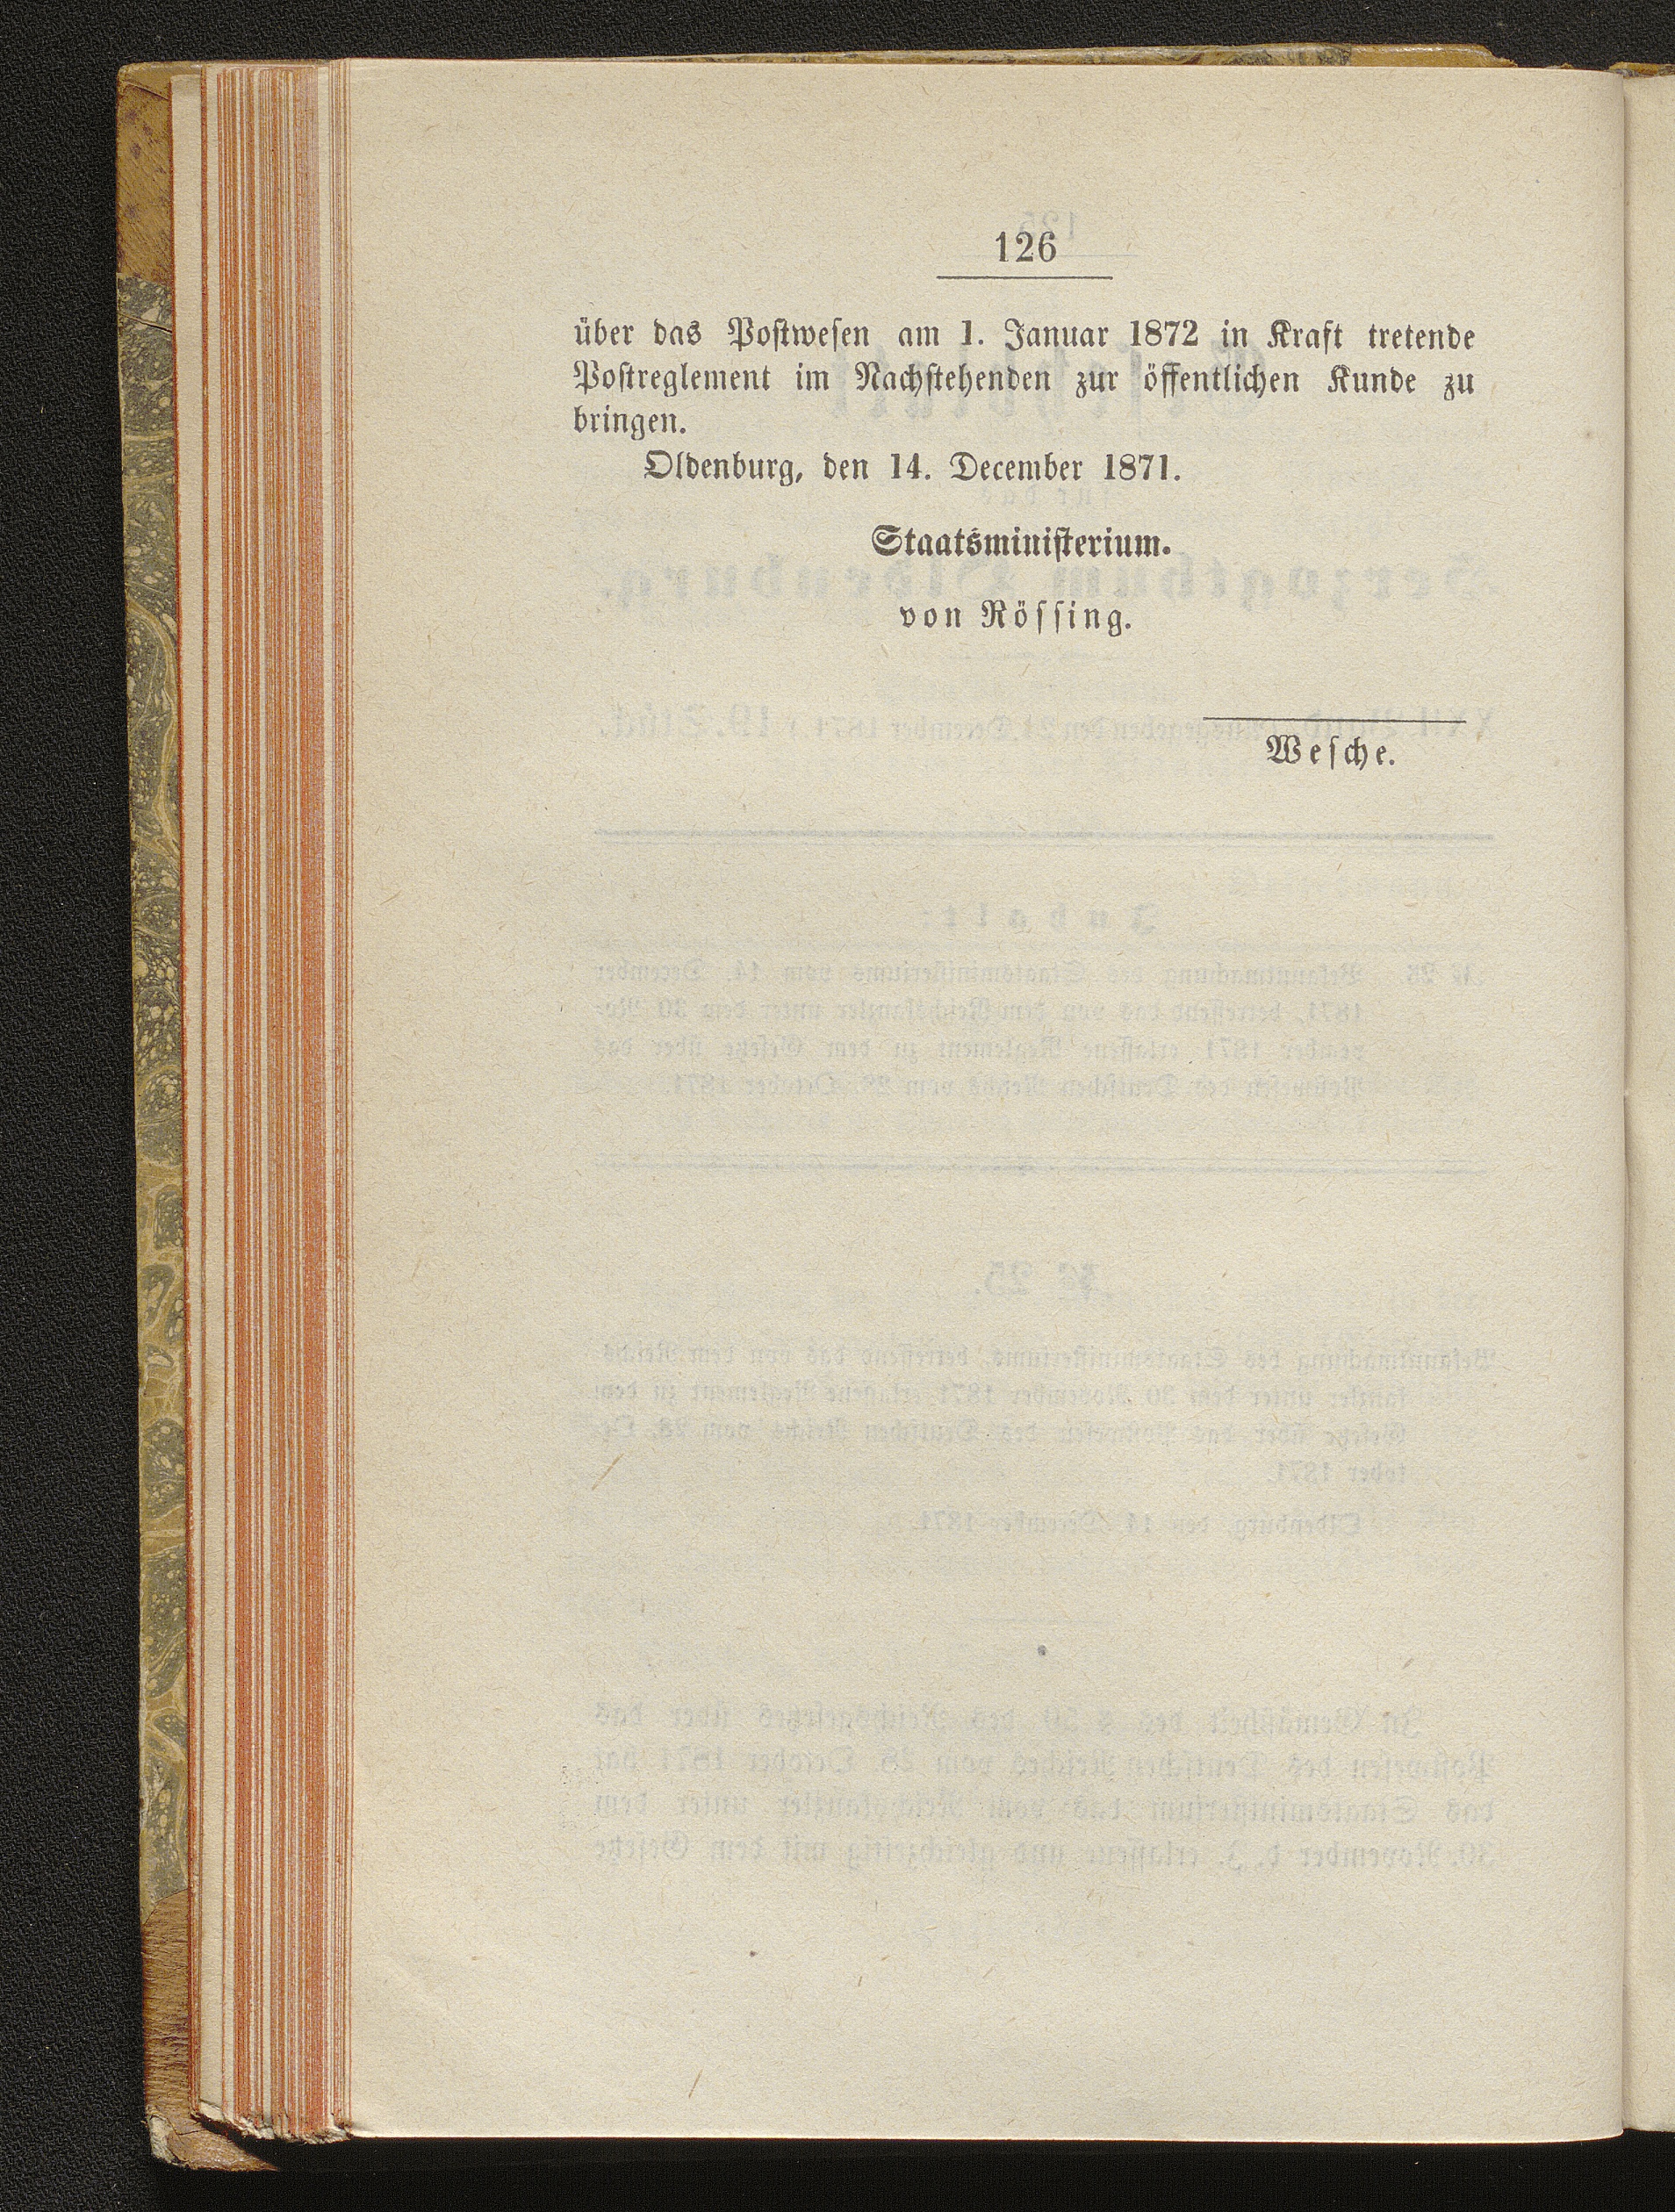 126
über das Postwesen am 1. Januar 1872 in Kraft tretende
Postreglement im Nachstehenden zur öffentlichen Kunde zu
bringen.
Oldenburg, den 14. December 1871.
Staatsministerium.
von Rössing.
Wesche.